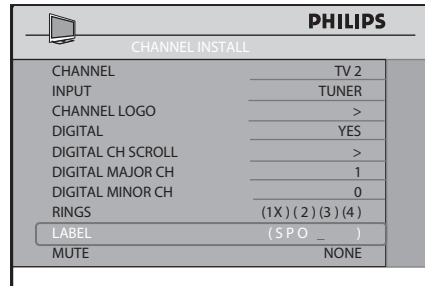 PHILIPS
CHANNEL INSTALL
CHANNEL TV 2
INPUT TUNER
CHANNEL LOGO >
DIGITAL YES
DIGITAL CH SCROLL >
DIGITAL MAJOR CH 1
DIGITAL MINOR CH 0
RINGS (1X ) ( 2 ) (3 ) (4 )
LABEL ( S P O _ )
MUTE NONE